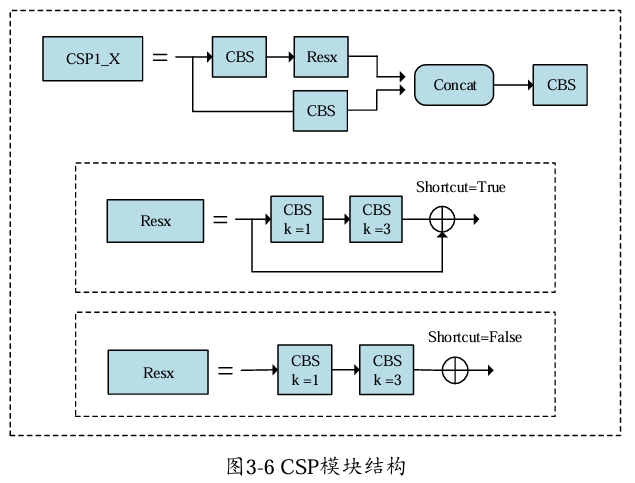 CSP1_X = CBS Resx
CBS
Concat CBS
Shortcut=True
Resx = CBS k =1 CBS k =3
Shortcut=False
Resx = CBS k =1 CBS k =3
图3-6 CSP模块结构